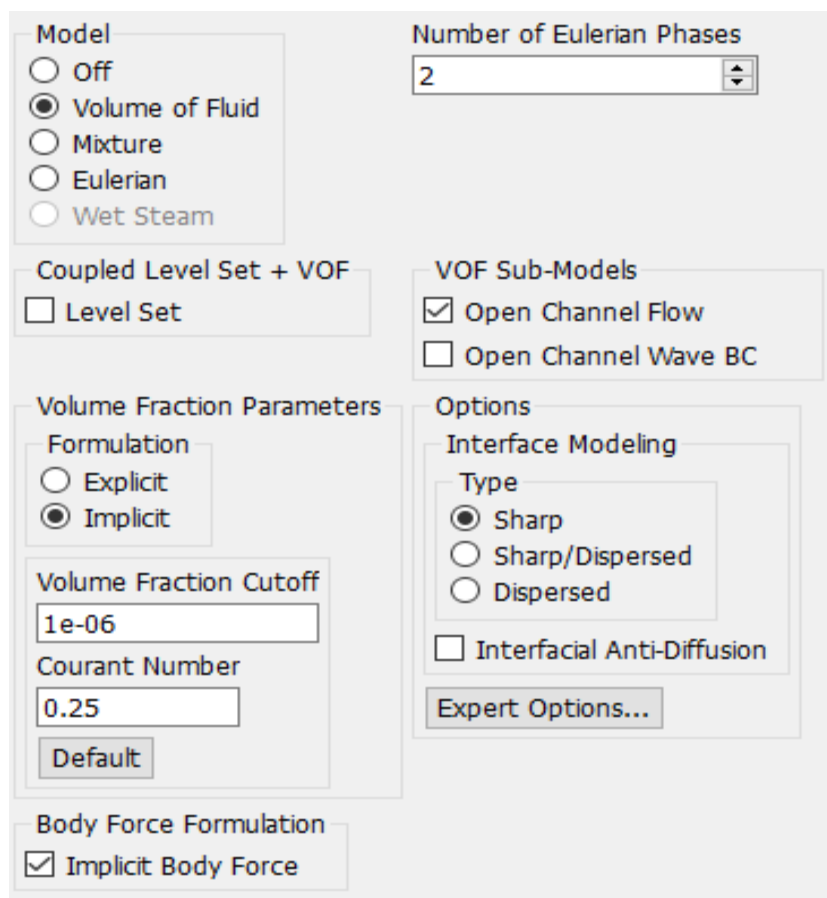 Model
Off
Volume of Fluid
Mixture
Eulerian
Wet Steam
Number of Eulerian Phases
2
Coupled Level Set + VOF
Level Set
VOF Sub-Models
Open Channel Flow
Open Channel Wave BC
Volume Fraction Parameters
Formulation
Explicit
Implicit
Volume Fraction Cutoff
1e-06
Courant Number
0.25
Default
Options
Interface Modeling
Type
Sharp
Sharp/Dispersed
Dispersed
Interfacial Anti-Diffusion
Expert Options...
Body Force Formulation
Implicit Body Force